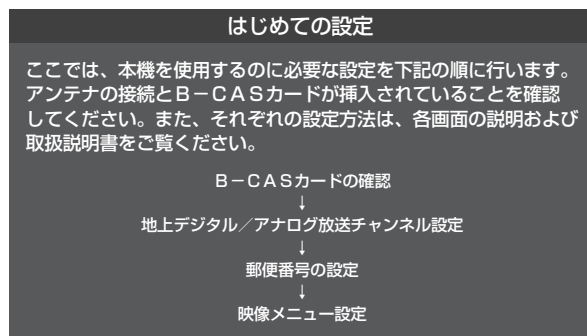 はじめての設定
ここでは、本機を使用するのに必要な設定を下記の順に行います。
アンテナの接続とB−CASカードが挿入されていることを確認
してください。また、それぞれの設定方法は、各画面の説明および
取扱説明書をご覧ください。
B−CASカードの確認
↓
地上デジタル／アナログ放送チャンネル設定
↓
郵便番号の設定
↓
映像メニュー設定